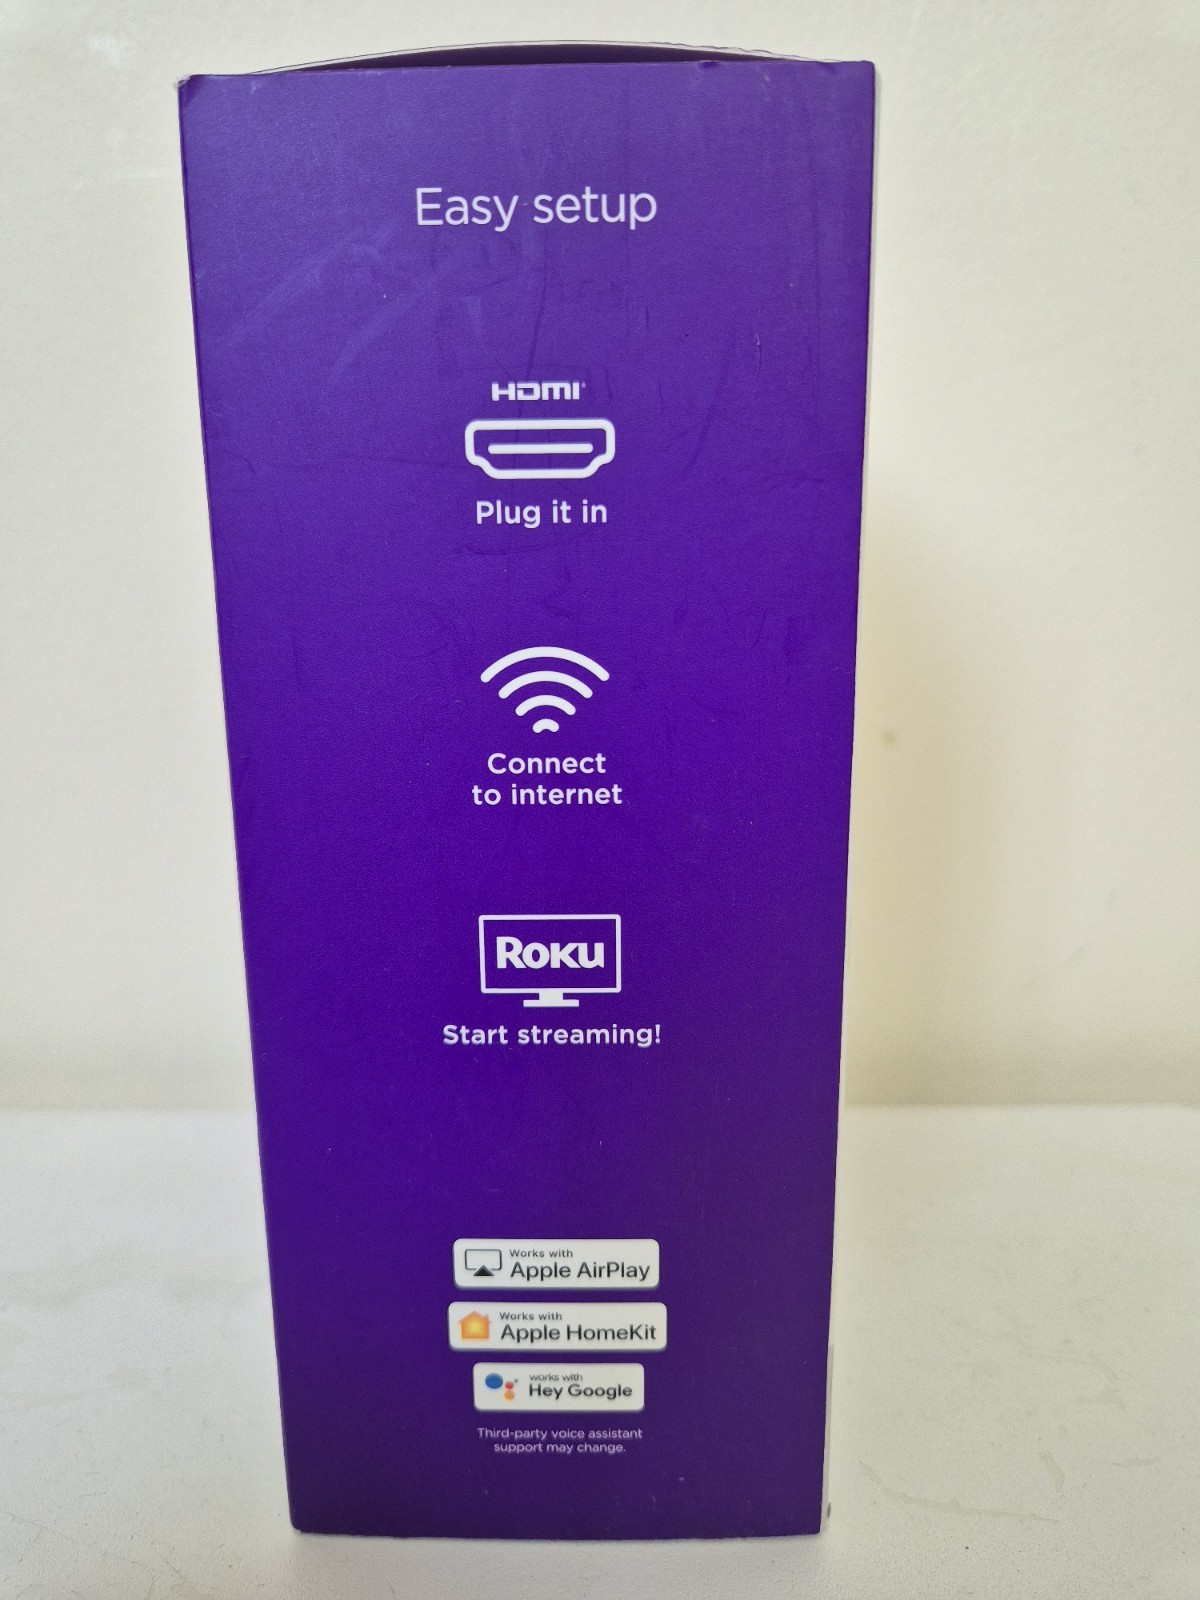 Easy setup
HDMI
Plug it in
Connect
to internet
ROKU
Start streaming!
Works with
Apple AirPlay
Works with
Apple HomeKit
works with
Hey Google
Third-party voice assistant
support may change.